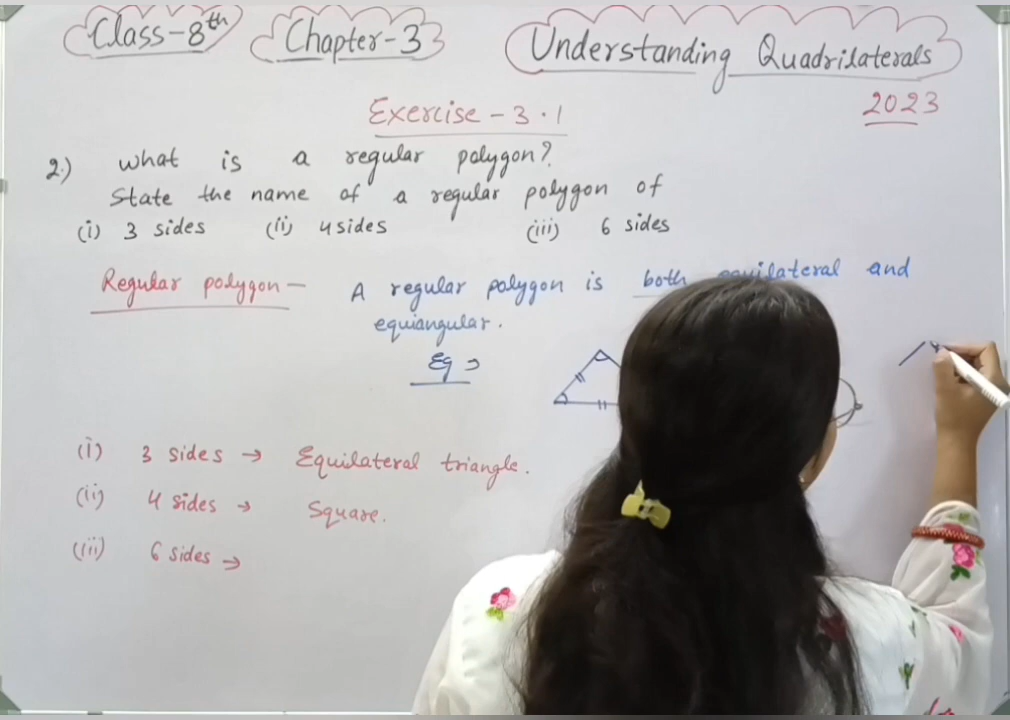 Class-8th Chapter-3 Understanding Quadrilaterals
2023
Exercise - 3.1
2.) what is a regular polygon?
State the name of a regular polygon of
(i) 3 sides (ii) 4 sides (iii) 6 sides
Regular polygon - A regular polygon is both equilateral and
equiangular.
Eg →
(i) 3 sides → Equilateral triangle.
(ii) 4 sides → Square.
(iii) 6 sides →